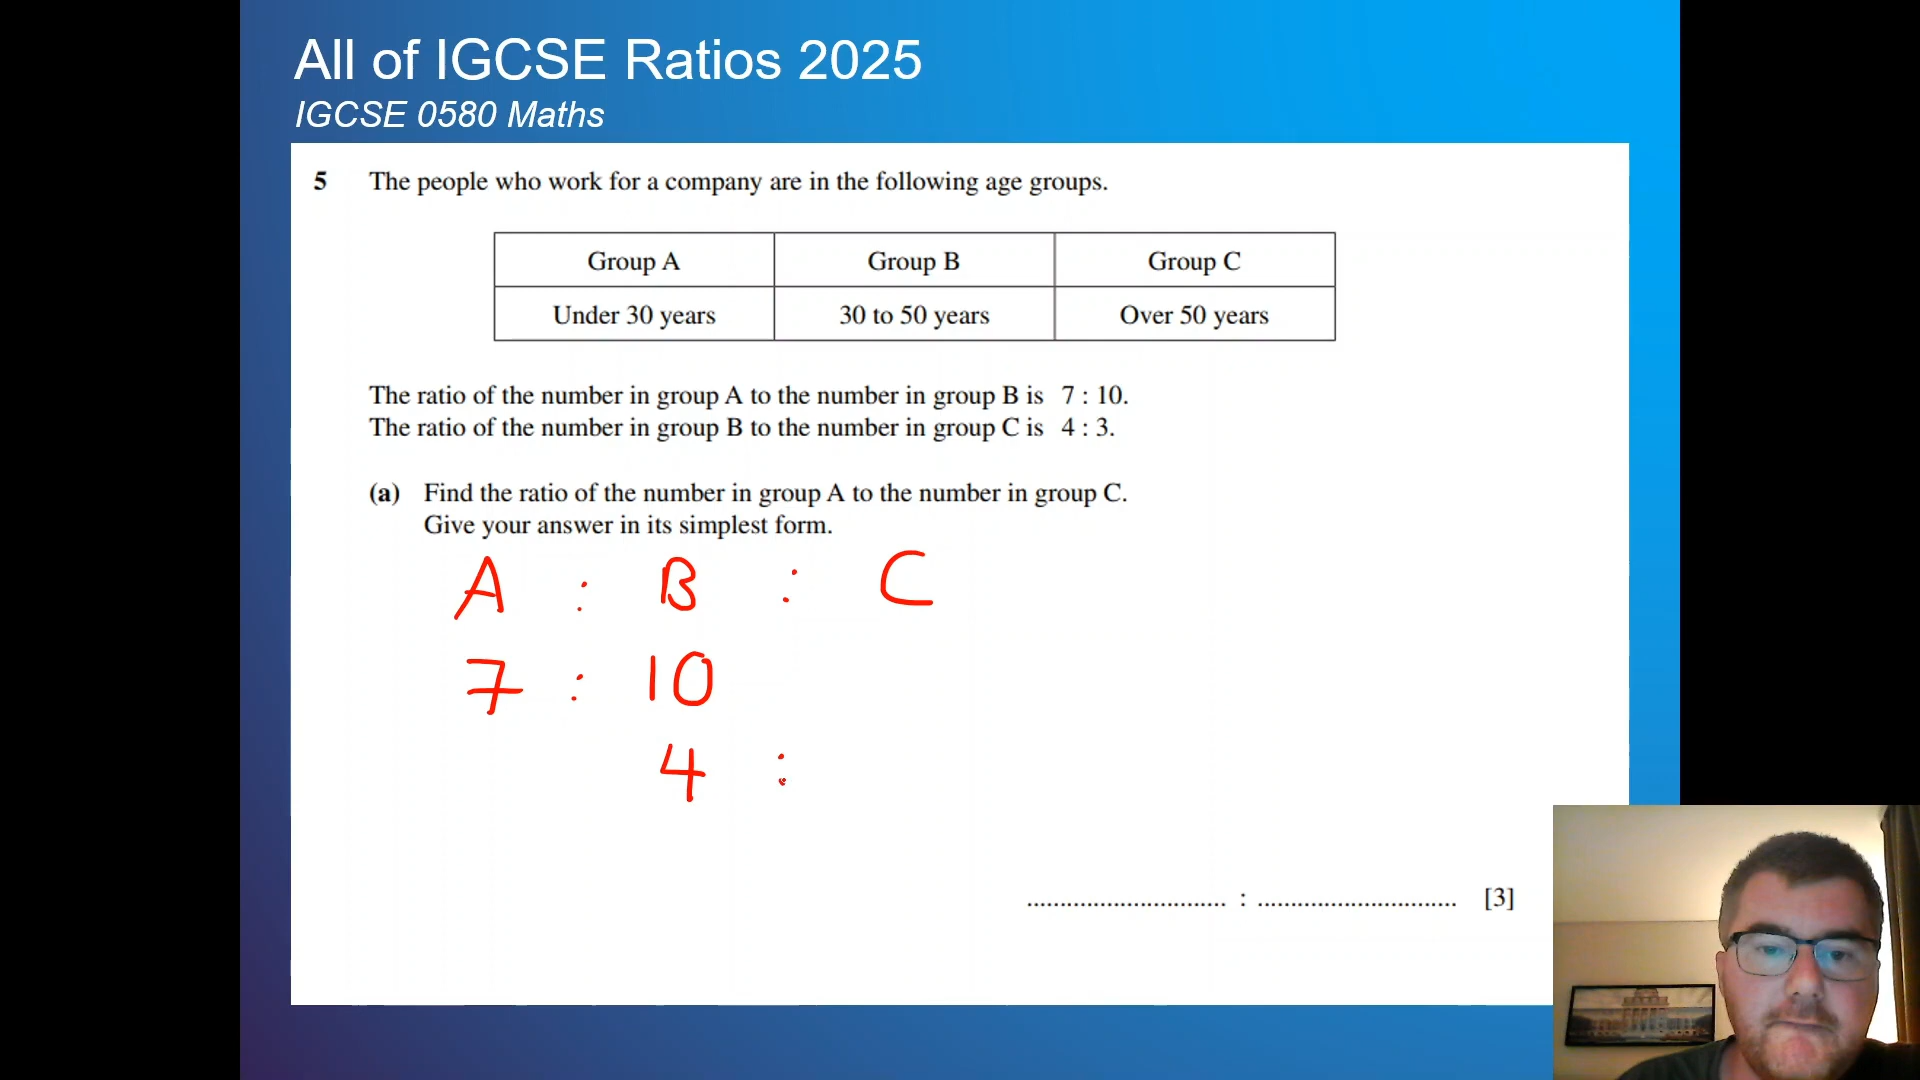 All of IGCSE Ratios 2025
IGCSE 0580 Maths
5 The people who work for a company are in the following age groups.
Group A Group B Group C
Under 30 years 30 to 50 years Over 50 years
The ratio of the number in group A to the number in group B is 7 : 10.
The ratio of the number in group B to the number in group C is 4 : 3.
(a) Find the ratio of the number in group A to the number in group C.
Give your answer in its simplest form.
A : B : C
7 : 10
4 :
.............................. : .............................. [3]